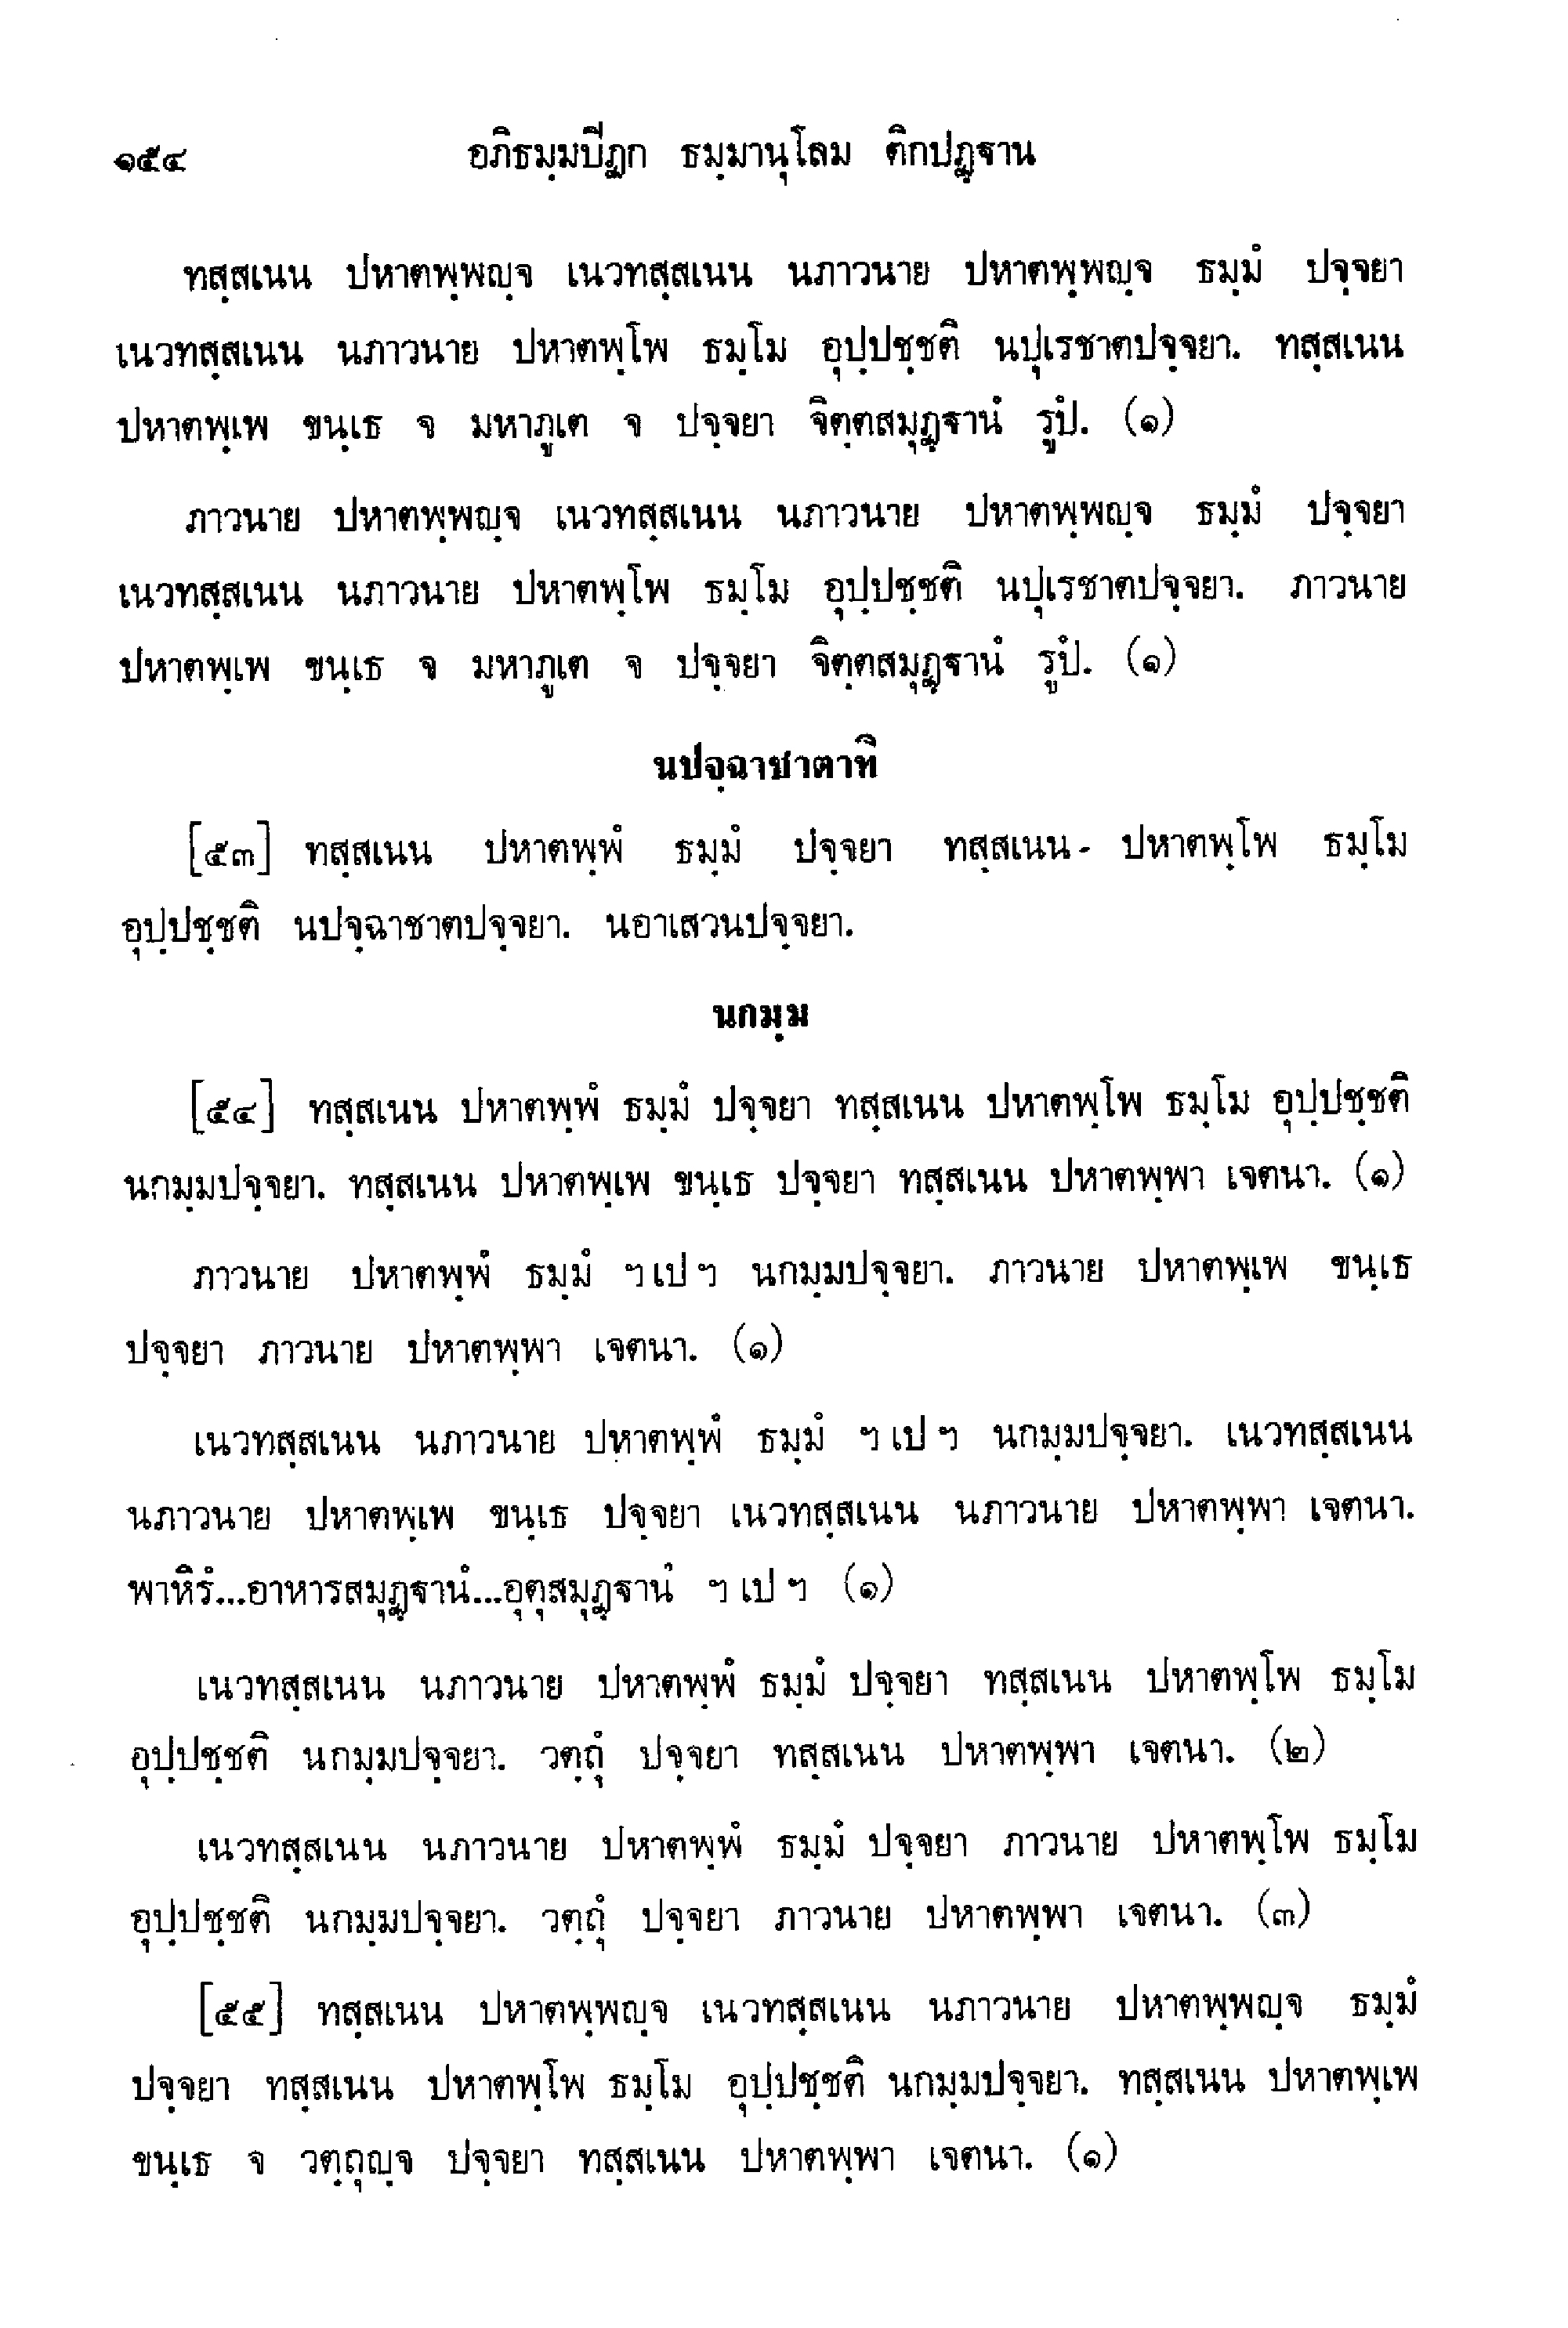 ๑๕๔ อภิธมฺมปีฏก ธมฺมานุโลม ติกปฏฺฐาน
ทสฺสเนน ปหาตพฺพญฺจ เนวทสฺสเนน นภาวนาย ปหาตพฺพญฺจ ธมฺมํ ปจฺจยา
เนวทสฺสเนน นภาวนาย ปหาตพฺโพ ธมฺโม อุปฺปชฺชติ นปุเรชาตปจฺจยา. ทสฺสเนน
ปหาตพฺเพ ขนฺเธ จ มหาภูเต จ ปจฺจยา จิตฺตสมุฏฺฐานํ รูปํ. (๑)
ภาวนาย ปหาตพฺพญฺจ เนวทสฺสเนน นภาวนาย ปหาตพฺพญฺจ ธมฺมํ ปจฺจยา
เนวทสฺสเนน นภาวนาย ปหาตพฺโพ ธมฺโม อุปฺปชฺชติ นปุเรชาตปจฺจยา. ภาวนาย
ปหาตพฺเพ ขนฺเธ จ มหาภูเต จ ปจฺจยา จิตฺตสมุฏฺฐานํ รูปํ. (๑)
นปจฺฉาชาตาทิ
[๕๓] ทสฺสเนน ปหาตพฺพํ ธมฺมํ ปจฺจยา ทสฺสเนน- ปหาตพฺโพ ธมฺโม
อุปฺปชฺชติ นปจฺฉาชาตปจฺจยา. นอาเสวนปจฺจยา.
นกมฺม
[๕๔] ทสฺสเนน ปหาตพฺพํ ธมฺมํ ปจฺจยา ทสฺสเนน ปหาตพฺโพ ธมฺโม อุปฺปชฺชติ
นกมฺมปจฺจยา. ทสฺสเนน ปหาตพฺเพ ขนฺเธ ปจฺจยา ทสฺสเนน ปหาตพฺพา เจตนา. (๑)
ภาวนาย ปหาตพฺพํ ธมฺมํ ฯ เป ฯ นกมฺมปจฺจยา. ภาวนาย ปหาตพฺเพ ขนฺเธ
ปจฺจยา ภาวนาย ปหาตพฺพา เจตนา. (๑)
เนวทสฺสเนน นภาวนาย ปหาตพฺพํ ธมฺมํ ฯ เป ฯ นกมฺมปจฺจยา. เนวทสฺสเนน
นภาวนาย ปหาตพฺเพ ขนฺเธ ปจฺจยา เนวทสฺสเนน นภาวนาย ปหาตพฺพา เจตนา.
พาหิรํ...อาหารสมุฏฺฐานํ...อุตุสมุฏฺฐานํ ฯ เป ฯ (๑)
เนวทสฺสเนน นภาวนาย ปหาตพฺพํ ธมฺมํ ปจฺจยา ทสฺสเนน ปหาตพฺโพ ธมฺโม
อุปฺปชฺชติ นกมฺมปจฺจยา. วตฺถุํ ปจฺจยา ทสฺสเนน ปหาตพฺพา เจตนา. (๒)
เนวทสฺสเนน นภาวนาย ปหาตพฺพํ ธมฺมํ ปจฺจยา ภาวนาย ปหาตพฺโพ ธมฺโม
อุปฺปชฺชติ นกมฺมปจฺจยา. วตฺถุํ ปจฺจยา ภาวนาย ปหาตพฺพา เจตนา. (๓)
[๕๕] ทสฺสเนน ปหาตพฺพญฺจ เนวทสฺสเนน นภาวนาย ปหาตพฺพญฺจ ธมฺมํ
ปจฺจยา ทสฺสเนน ปหาตพฺโพ ธมฺโม อุปฺปชฺชติ นกมฺมปจฺจยา. ทสฺสเนน ปหาตพฺเพ
ขนฺเธ จ วตฺถุญฺจ ปจฺจยา ทสฺสเนน ปหาตพฺพา เจตนา. (๑)